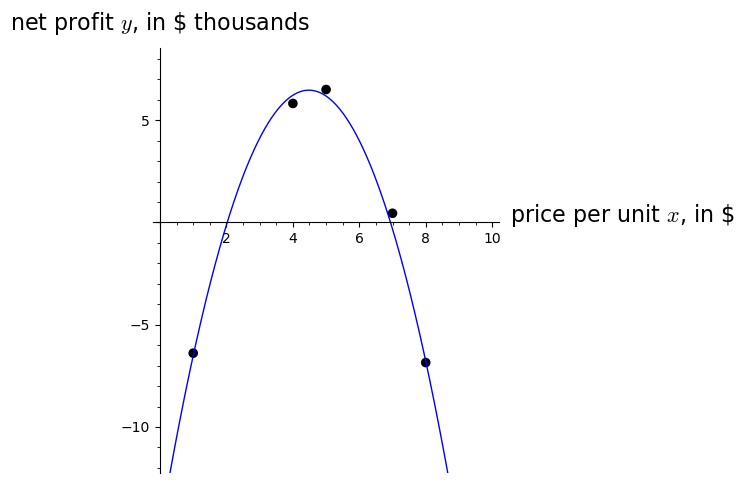 net profit y, in $ thousands
5
price per unit x, in $
2 4 6 8 10
−5
−10